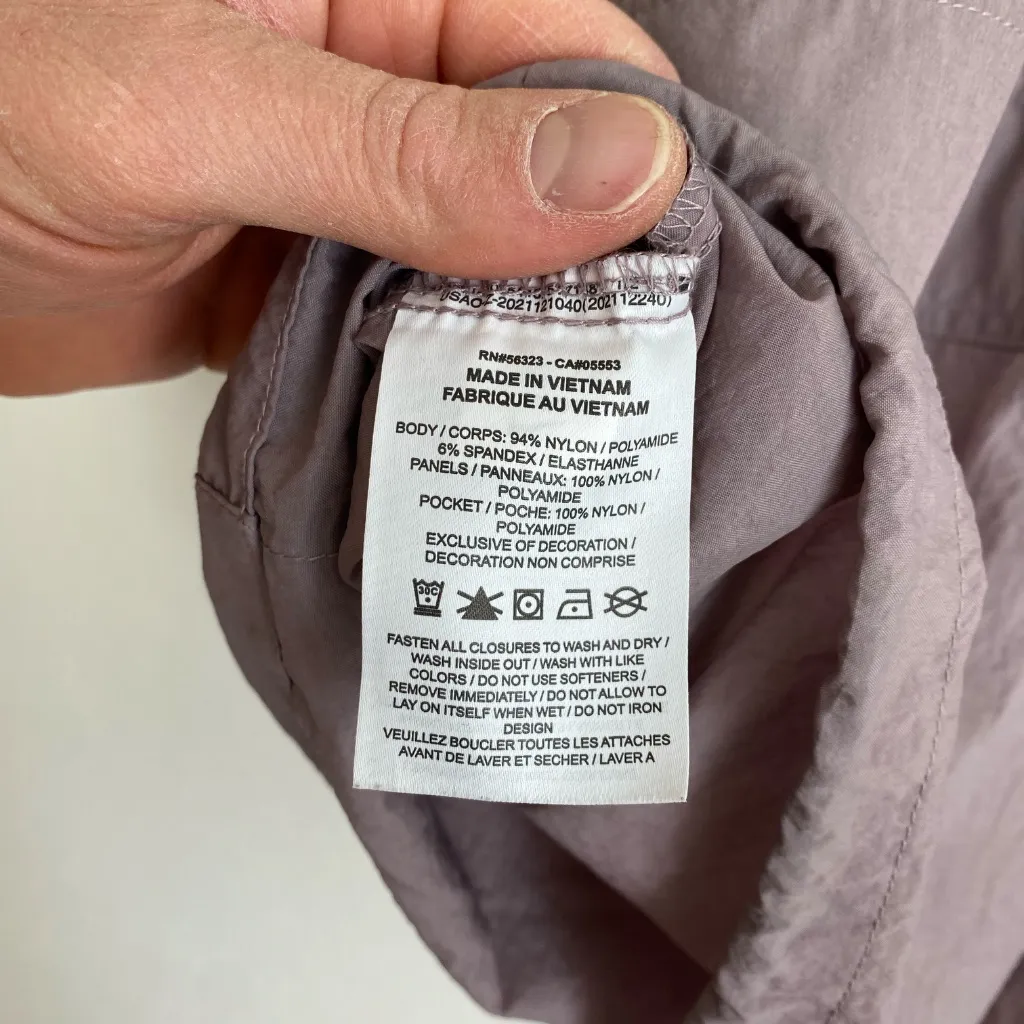 USAO-Z-2021121040(202112240)
RN#56323 - CA#05553
MADE IN VIETNAM
FABRIQUE AU VIETNAM
BODY / CORPS: 94% NYLON / POLYAMIDE
6% SPANDEX / ELASTHANNE
PANELS / PANNEAUX: 100% NYLON /
POLYAMIDE
POCKET / POCHE: 100% NYLON /
POLYAMIDE
EXCLUSIVE OF DECORATION /
DECORATION NON COMPRISE
30C
FASTEN ALL CLOSURES TO WASH AND DRY /
WASH INSIDE OUT / WASH WITH LIKE
COLORS / DO NOT USE SOFTENERS /
REMOVE IMMEDIATELY / DO NOT ALLOW TO
LAY ON ITSELF WHEN WET / DO NOT IRON
DESIGN
VEUILLEZ BOUCLER TOUTES LES ATTACHES
AVANT DE LAVER ET SECHER / LAVER A